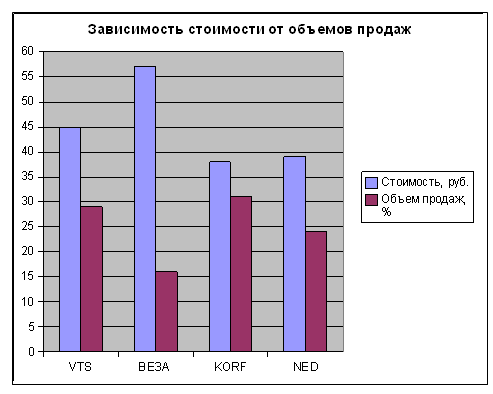 Зависимость стоимости от объемов продаж
60
55
50
45
40
35
30
25
20
15
10
5
0
VTS
ВЕЗА
KORF
NED
Стоимость, руб.
Объем продаж,
%